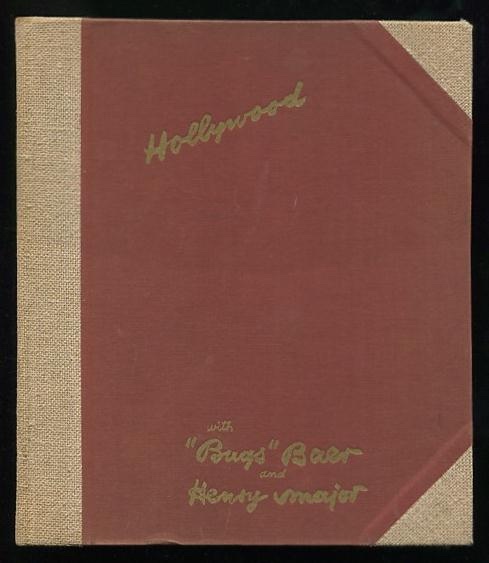 Hollywood
with
"Bugs" Baer
and
Henry Major